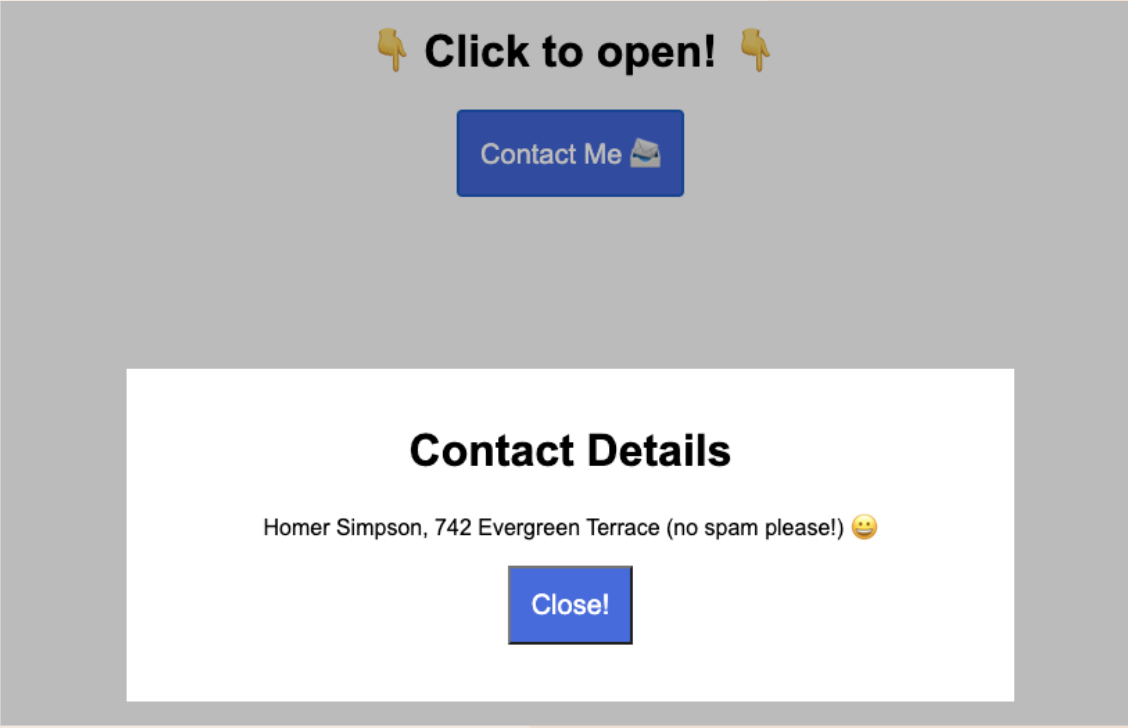 👇 Click to open! 👇
Contact Me 📨
Contact Details
Homer Simpson, 742 Evergreen Terrace (no spam please!) 😀
Close!